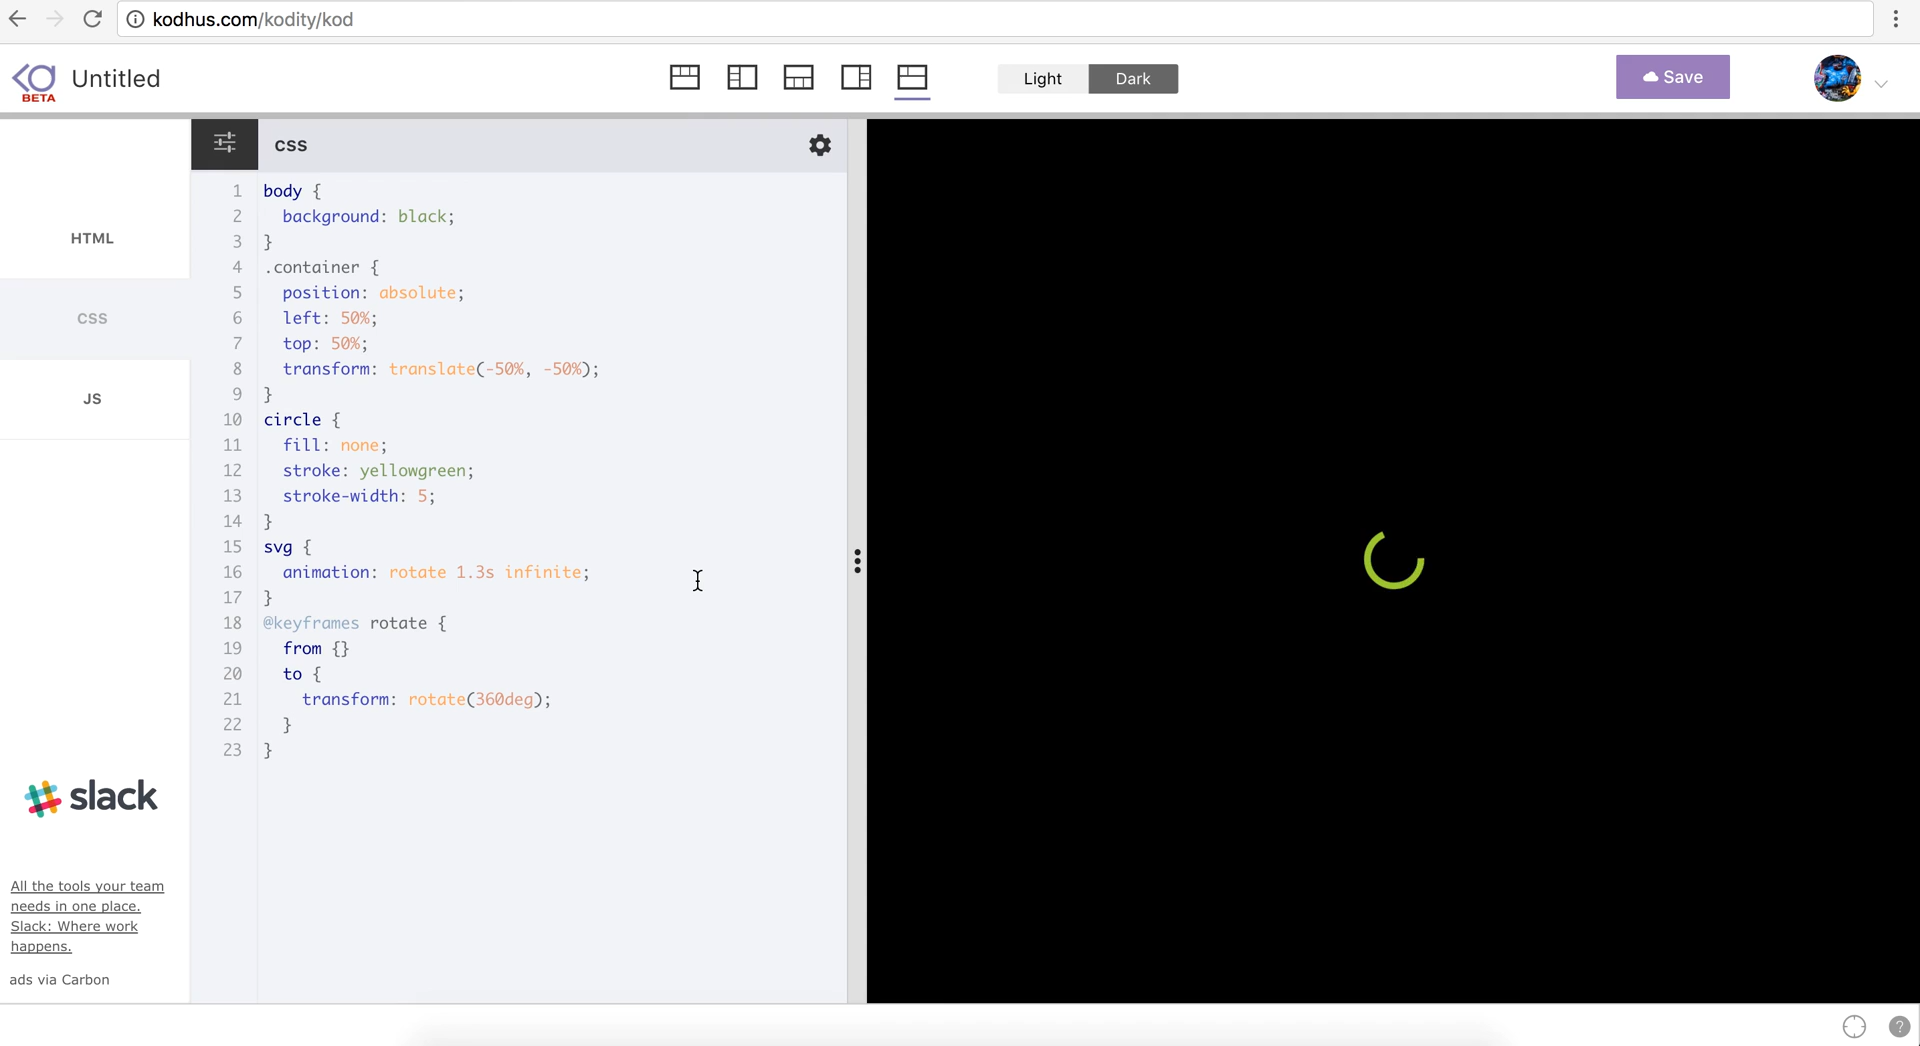 kodhus.com/kodity/kod
BETA
Untitled
Light
Dark
Save
HTML
CSS
JS
slack
All the tools your team
needs in one place.
Slack: Where work
happens.
ads via Carbon
CSS
1 body {
2   background: black;
3 }
4 .container {
5   position: absolute;
6   left: 50%;
7   top: 50%;
8   transform: translate(-50%, -50%);
9 }
10 circle {
11   fill: none;
12   stroke: yellowgreen;
13   stroke-width: 5;
14 }
15 svg {
16   animation: rotate 1.3s infinite;
17 }
18 @keyframes rotate {
19   from {}
20   to {
21     transform: rotate(360deg);
22   }
23 }
?